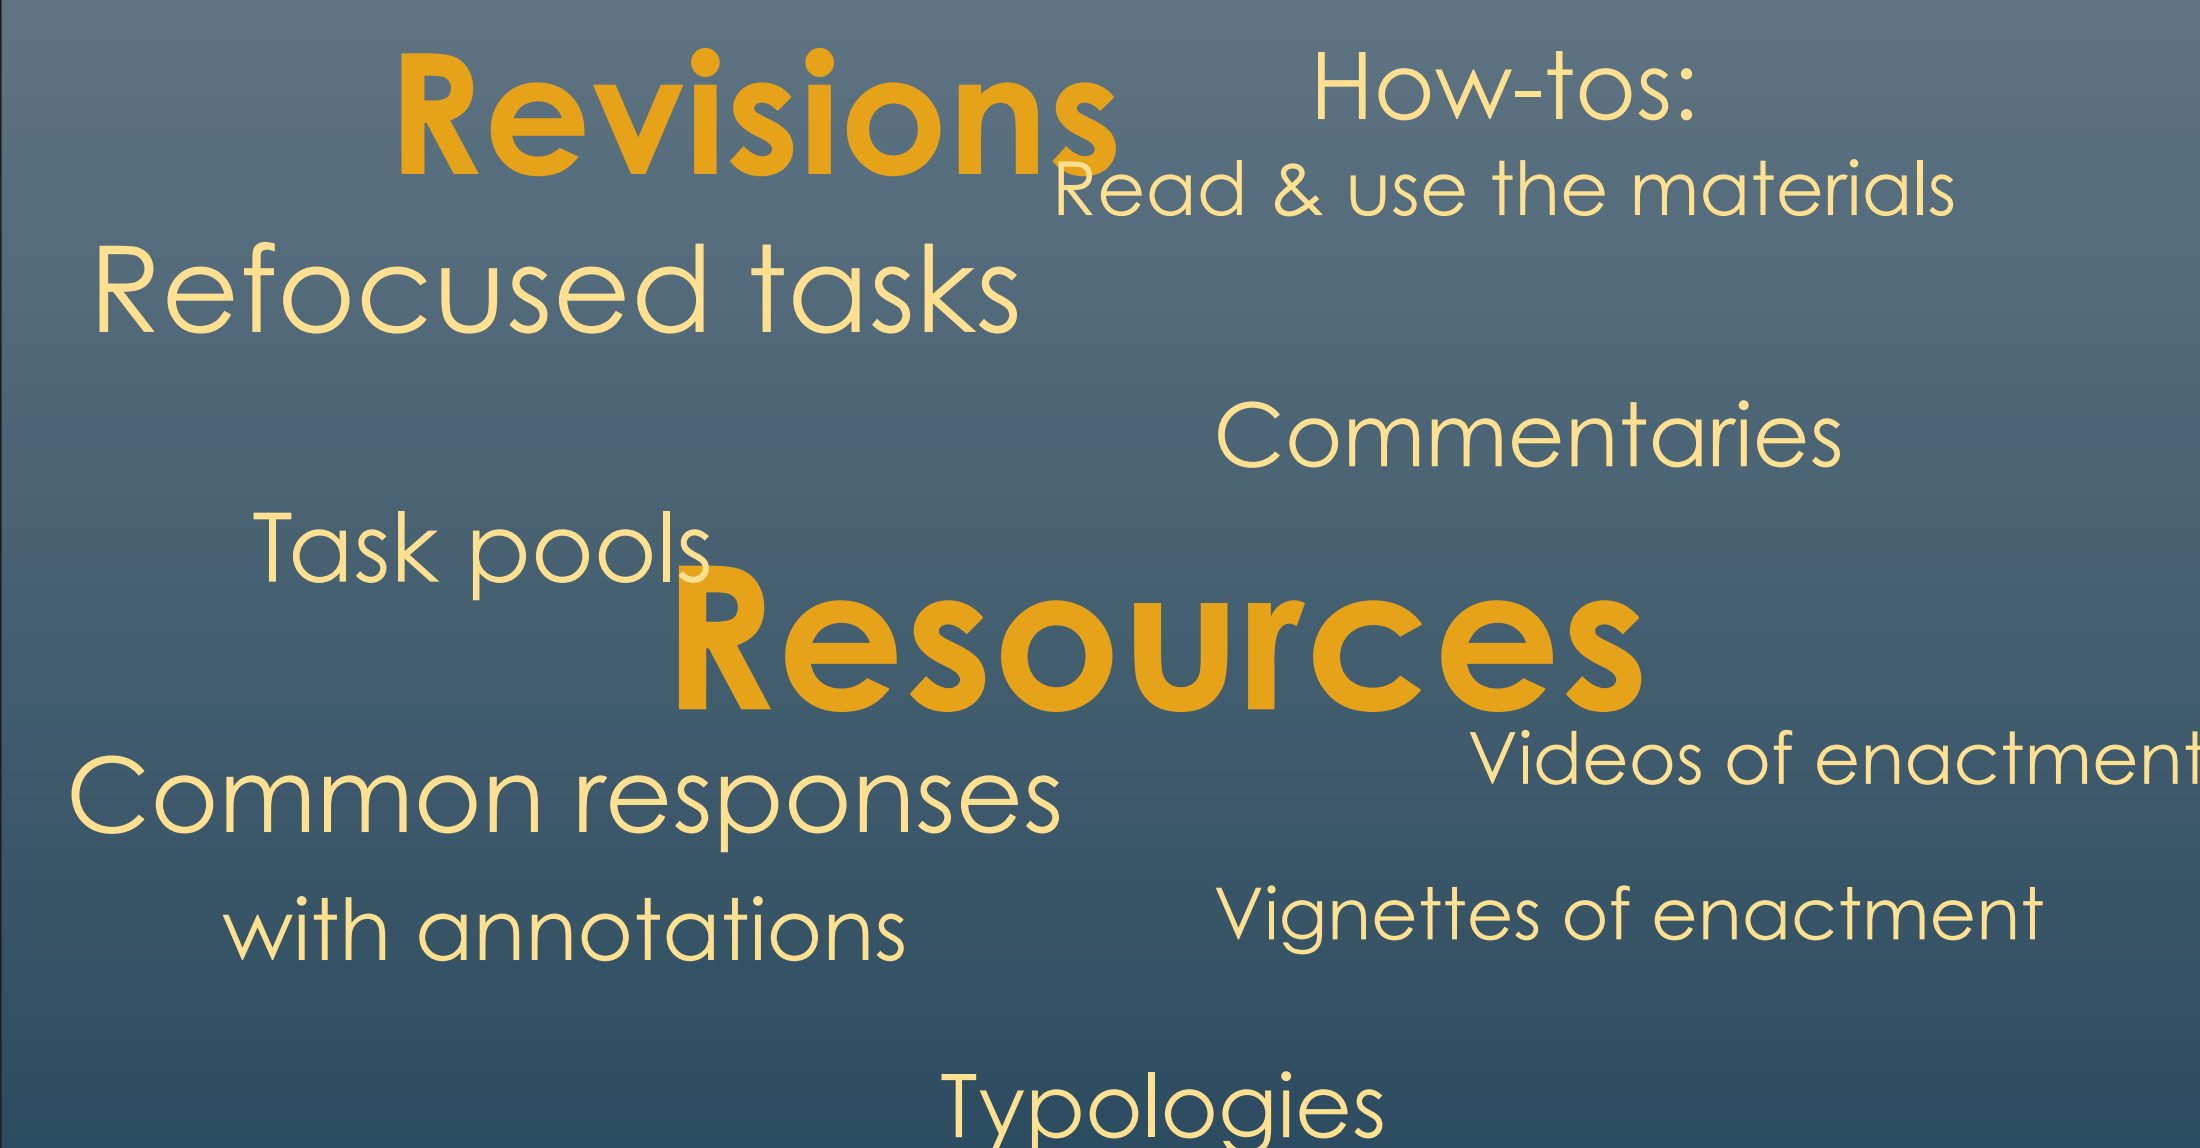 Revisions
How-tos:
Read & use the materials
Refocused tasks
Commentaries
Task pools
Resources
Videos of enactment
Common responses
with annotations
Vignettes of enactment
Typologies